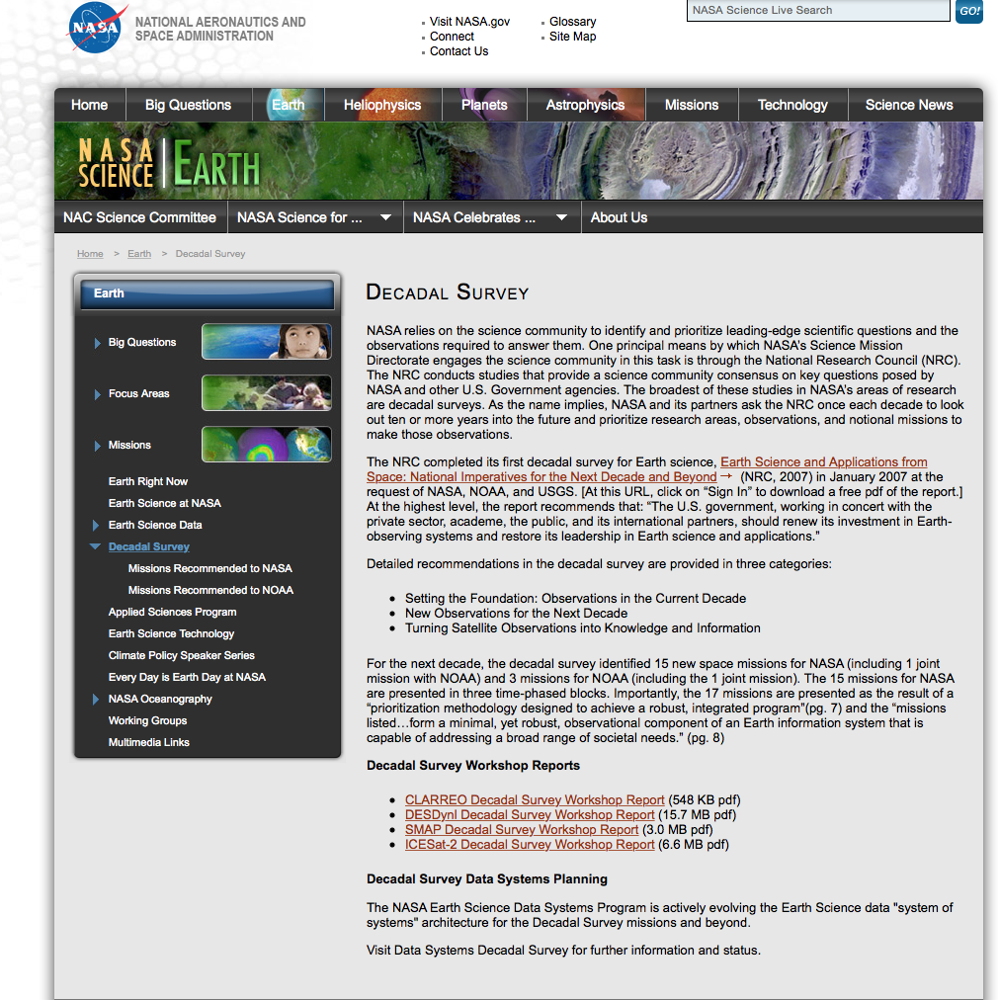 NASA
NATIONAL AERONAUTICS AND
SPACE ADMINISTRATION
Visit NASA.gov
Connect
Contact Us
Glossary
Site Map
NASA Science Live Search
GO!
Home
Big Questions
Earth
Heliophysics
Planets
Astrophysics
Missions
Technology
Science News
NASA
SCIENCE
EARTH
NAC Science Committee
NASA Science for ...
NASA Celebrates ...
About Us
Home > Earth > Decadal Survey
Earth
Big Questions
Focus Areas
Missions
Earth Right Now
Earth Science at NASA
Earth Science Data
Decadal Survey
Missions Recommended to NASA
Missions Recommended to NOAA
Applied Sciences Program
Earth Science Technology
Climate Policy Speaker Series
Every Day is Earth Day at NASA
NASA Oceanography
Working Groups
Multimedia Links
DECADAL SURVEY
NASA relies on the science community to identify and prioritize leading-edge scientific questions and the
observations required to answer them. One principal means by which NASA's Science Mission
Directorate engages the science community in this task is through the National Research Council (NRC).
The NRC conducts studies that provide a science community consensus on key questions posed by
NASA and other U.S. Government agencies. The broadest of these studies in NASA's areas of research
are decadal surveys. As the name implies, NASA and its partners ask the NRC once each decade to look
out ten or more years into the future and prioritize research areas, observations, and notional missions to
make those observations.
The NRC completed its first decadal survey for Earth science, Earth Science and Applications from
Space: National Imperatives for the Next Decade and Beyond → (NRC, 2007) in January 2007 at the
request of NASA, NOAA, and USGS. [At this URL, click on “Sign In” to download a free pdf of the report.]
At the highest level, the report recommends that: “The U.S. government, working in concert with the
private sector, academe, the public, and its international partners, should renew its investment in Earth-
observing systems and restore its leadership in Earth science and applications.”
Detailed recommendations in the decadal survey are provided in three categories:
• Setting the Foundation: Observations in the Current Decade
• New Observations for the Next Decade
• Turning Satellite Observations into Knowledge and Information
For the next decade, the decadal survey identified 15 new space missions for NASA (including 1 joint
mission with NOAA) and 3 missions for NOAA (including the 1 joint mission). The 15 missions for NASA
are presented in three time-phased blocks. Importantly, the 17 missions are presented as the result of a
“prioritization methodology designed to achieve a robust, integrated program”(pg. 7) and the “missions
listed…form a minimal, yet robust, observational component of an Earth information system that is
capable of addressing a broad range of societal needs.” (pg. 8)
Decadal Survey Workshop Reports
• CLARREO Decadal Survey Workshop Report (548 KB pdf)
• DESDynI Decadal Survey Workshop Report (15.7 MB pdf)
• SMAP Decadal Survey Workshop Report (3.0 MB pdf)
• ICESat-2 Decadal Survey Workshop Report (6.6 MB pdf)
Decadal Survey Data Systems Planning
The NASA Earth Science Data Systems Program is actively evolving the Earth Science data "system of
systems" architecture for the Decadal Survey missions and beyond.
Visit Data Systems Decadal Survey for further information and status.